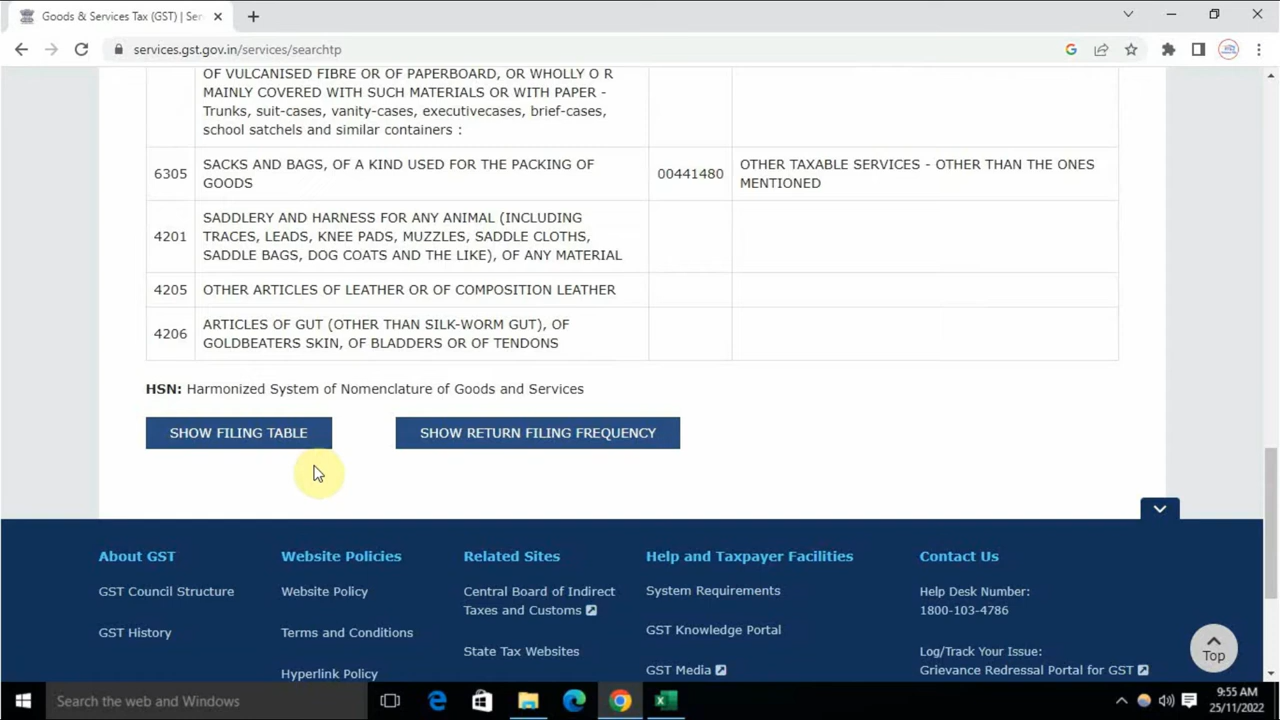 Goods & Services Tax (GST) | Ser
services.gst.gov.in/services/searchtp
OF VULCANISED FIBRE OR OF PAPERBOARD, OR WHOLLY O R
MAINLY COVERED WITH SUCH MATERIALS OR WITH PAPER -
Trunks, suit-cases, vanity-cases, executivecases, brief-cases,
school satchels and similar containers :
6305
SACKS AND BAGS, OF A KIND USED FOR THE PACKING OF
GOODS
00441480
OTHER TAXABLE SERVICES - OTHER THAN THE ONES
MENTIONED
4201
SADDLERY AND HARNESS FOR ANY ANIMAL (INCLUDING
TRACES, LEADS, KNEE PADS, MUZZLES, SADDLE CLOTHS,
SADDLE BAGS, DOG COATS AND THE LIKE), OF ANY MATERIAL
4205
OTHER ARTICLES OF LEATHER OR OF COMPOSITION LEATHER
4206
ARTICLES OF GUT (OTHER THAN SILK-WORM GUT), OF
GOLDBEATERS SKIN, OF BLADDERS OR OF TENDONS
HSN: Harmonized System of Nomenclature of Goods and Services
SHOW FILING TABLE
SHOW RETURN FILING FREQUENCY
About GST
GST Council Structure
GST History
Website Policies
Website Policy
Terms and Conditions
Hyperlink Policy
Related Sites
Central Board of Indirect
Taxes and Customs
State Tax Websites
Help and Taxpayer Facilities
System Requirements
GST Knowledge Portal
GST Media
Contact Us
Help Desk Number:
1800-103-4786
Log/Track Your Issue:
Grievance Redressal Portal for GST
Top
Search the web and Windows
9:55 AM
25/11/2022